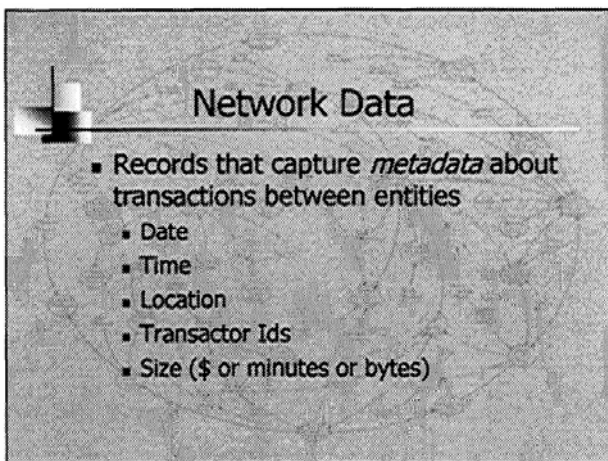 Network Data
▪ Records that capture metadata about
transactions between entities
▪ Date
▪ Time
▪ Location
▪ Transactor Ids
▪ Size ($ or minutes or bytes)